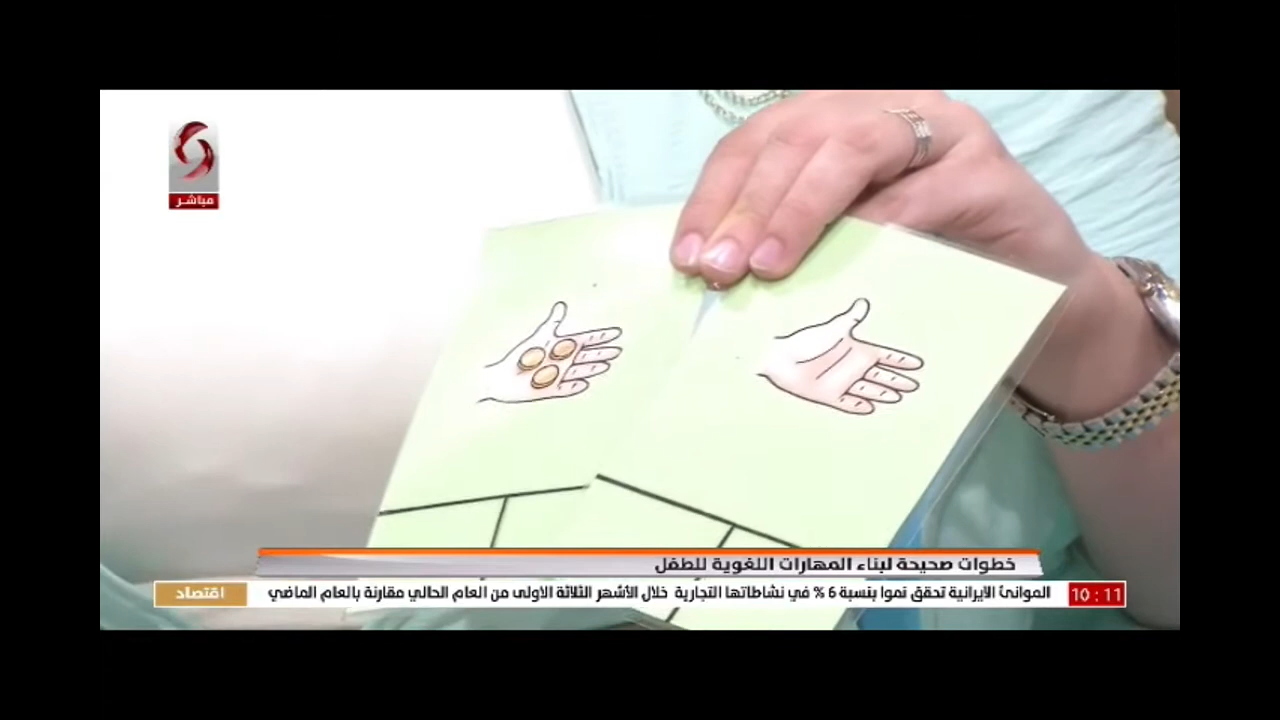 مباشر
خطوات صحيحة لبناء المهارات اللغوية للطفل
10 : 11 الموانئ الإيرانية تحقق نموا بنسبة 6 % في نشاطاتها التجارية خلال الأشهر الثلاثة الأولى من العام الحالي مقارنة بالعام الماضي اقتصاد